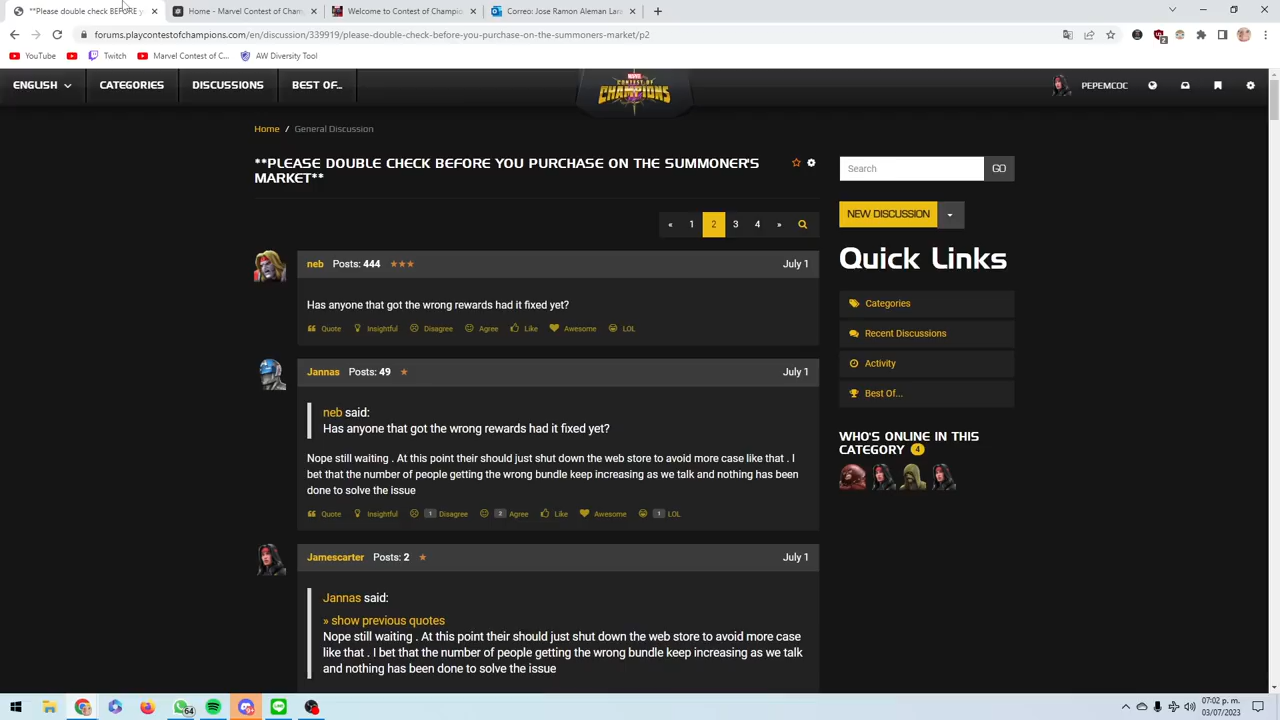 **Please double check BEFORE y
Home - Marvel Contest of Cham
Welcome to Contest of Champio
Correo: Jose Ramon Aleman Lar
forums.playcontestofchampions.com/en/discussion/339919/please-double-check-before-you-purchase-on-the-summoners-market/p2
YouTube
Twitch
Marvel Contest of C...
AW Diversity Tool
ENGLISH
CATEGORIES
DISCUSSIONS
BEST OF...
MARVEL
CONTEST OF
CHAMPIONS
PEPEMCOC
Home / General Discussion
**PLEASE DOUBLE CHECK BEFORE YOU PURCHASE ON THE SUMMONER'S
MARKET**
« 1 2 3 4 »
Search
GO
NEW DISCUSSION
Quick Links
Categories
Recent Discussions
Activity
Best Of...
WHO'S ONLINE IN THIS
CATEGORY 4
neb Posts: 444 ★★★ July 1
Has anyone that got the wrong rewards had it fixed yet?
Quote Insightful Disagree Agree Like Awesome LOL
Jannas Posts: 49 ★ July 1
neb said:
Has anyone that got the wrong rewards had it fixed yet?
Nope still waiting . At this point their should just shut down the web store to avoid more case like that . I
bet that the number of people getting the wrong bundle keep increasing as we talk and nothing has been
done to solve the issue
Quote Insightful 1 Disagree 2 Agree Like Awesome 1 LOL
Jamescarter Posts: 2 ★ July 1
Jannas said:
» show previous quotes
Nope still waiting . At this point their should just shut down the web store to avoid more case
like that . I bet that the number of people getting the wrong bundle keep increasing as we talk
and nothing has been done to solve the issue
64
07:02 p. m.
03/07/2023